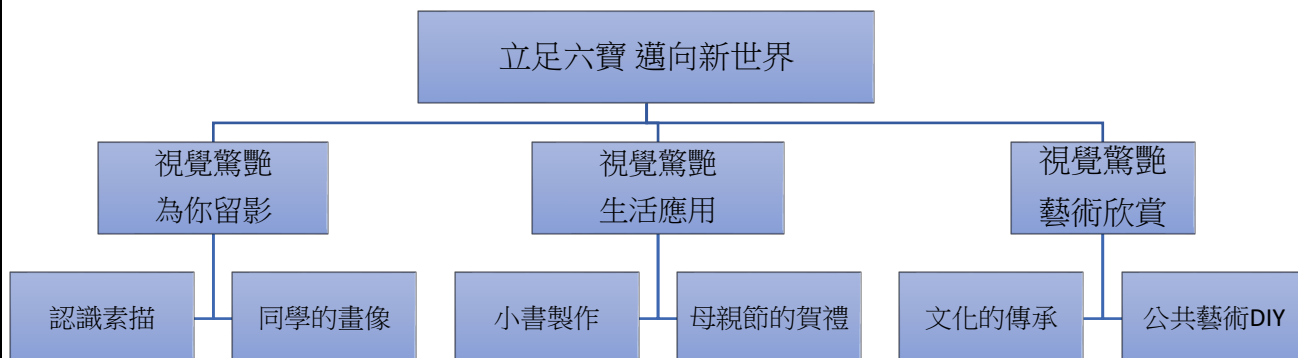 立足六寶 邁向新世界
視覺驚艷
為你留影
視覺驚艷
生活應用
視覺驚艷
藝術欣賞
認識素描
同學的畫像
小書製作
母親節的賀禮
文化的傳承
公共藝術DIY